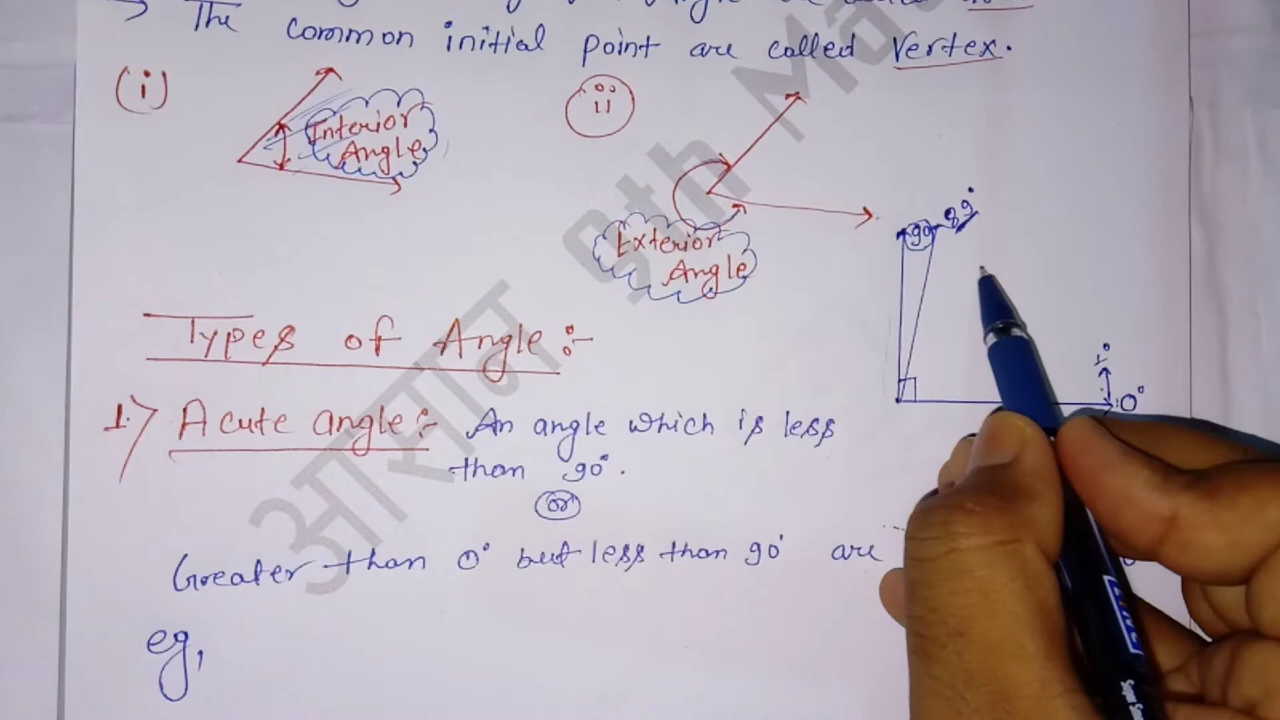 The common initial point are called Vertex.
(i)
ii
Interior
Angle
Exterior
Angle
90
89°
1°
0°
Types of Angle :-
1.) Acute angle:- An angle which is less
than 90°.
or
Greater than 0° but less than 90° are
eg,
आसान 9th